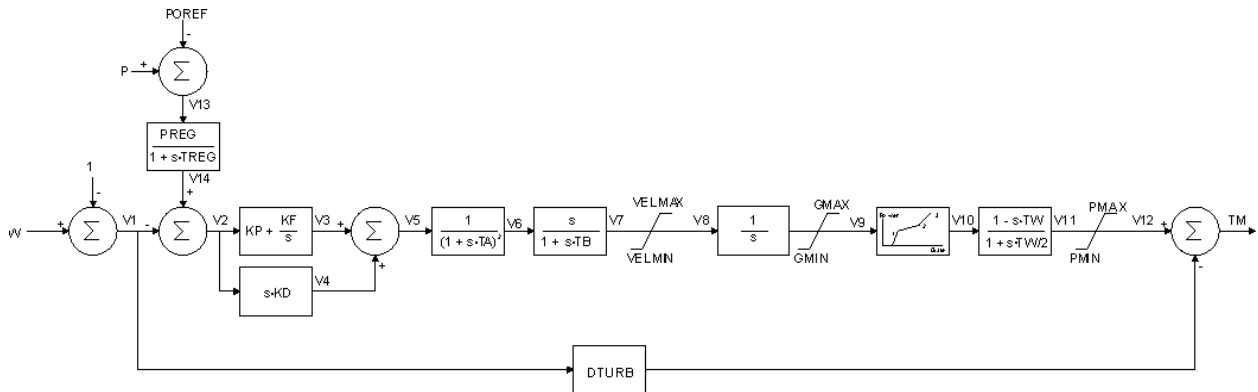 POREF
-
P
+
Σ
V13
PREG
1 + s·TREG
V14
1
-
+
W
+
Σ
V1
-
Σ
V2
KP + KF
s
V3
+
Σ
V5
1
(1 + s·TA)²
V6
s
1 + s·TB
V7
VELMAX
VELMIN
V8
1
s
GMAX
GMIN
V9
V10
1 - s·TW
1 + s·TW/2
V11
PMAX
PMIN
V12
+
Σ
TM
-
s·KD
V4
+
DTURB